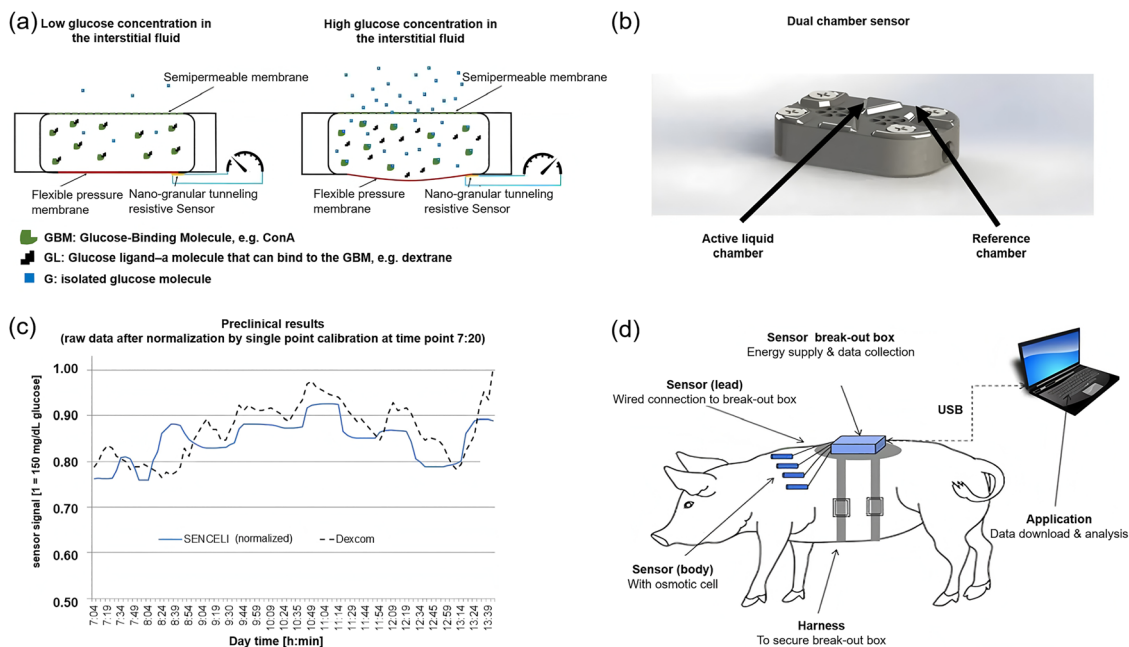 (a)
Low glucose concentration in
the interstitial fluid
High glucose concentration in
the interstitial fluid
Semipermeable membrane
Semipermeable membrane
Flexible pressure
membrane
Nano-granular tunneling
resistive Sensor
Flexible pressure
membrane
Nano-granular tunneling
resistive Sensor
GBM: Glucose-Binding Molecule, e.g. ConA
GL: Glucose ligand–a molecule that can bind to the GBM, e.g. dextrane
G: isolated glucose molecule
(b)
Dual chamber sensor
Active liquid
chamber
Reference
chamber
(c)
Preclinical results
(raw data after normalization by single point calibration at time point 7:20)
sensor signal [1 = 150 mg/dL glucose]
1.00
0.90
0.80
0.70
0.60
0.50
SENCELI (normalized)
Dexcom
7:04
7:19
7:34
7:49
8:04
8:24
8:39
8:54
9:04
9:19
9:30
9:44
9:59
10:09
10:24
10:35
10:49
11:04
11:14
11:29
11:44
11:54
12:09
12:19
12:34
12:45
12:59
13:14
13:24
13:39
Day time [h:min]
(d)
Sensor break-out box
Energy supply & data collection
Sensor (lead)
Wired connection to break-out box
USB
Application
Data download & analysis
Sensor (body)
With osmotic cell
Harness
To secure break-out box